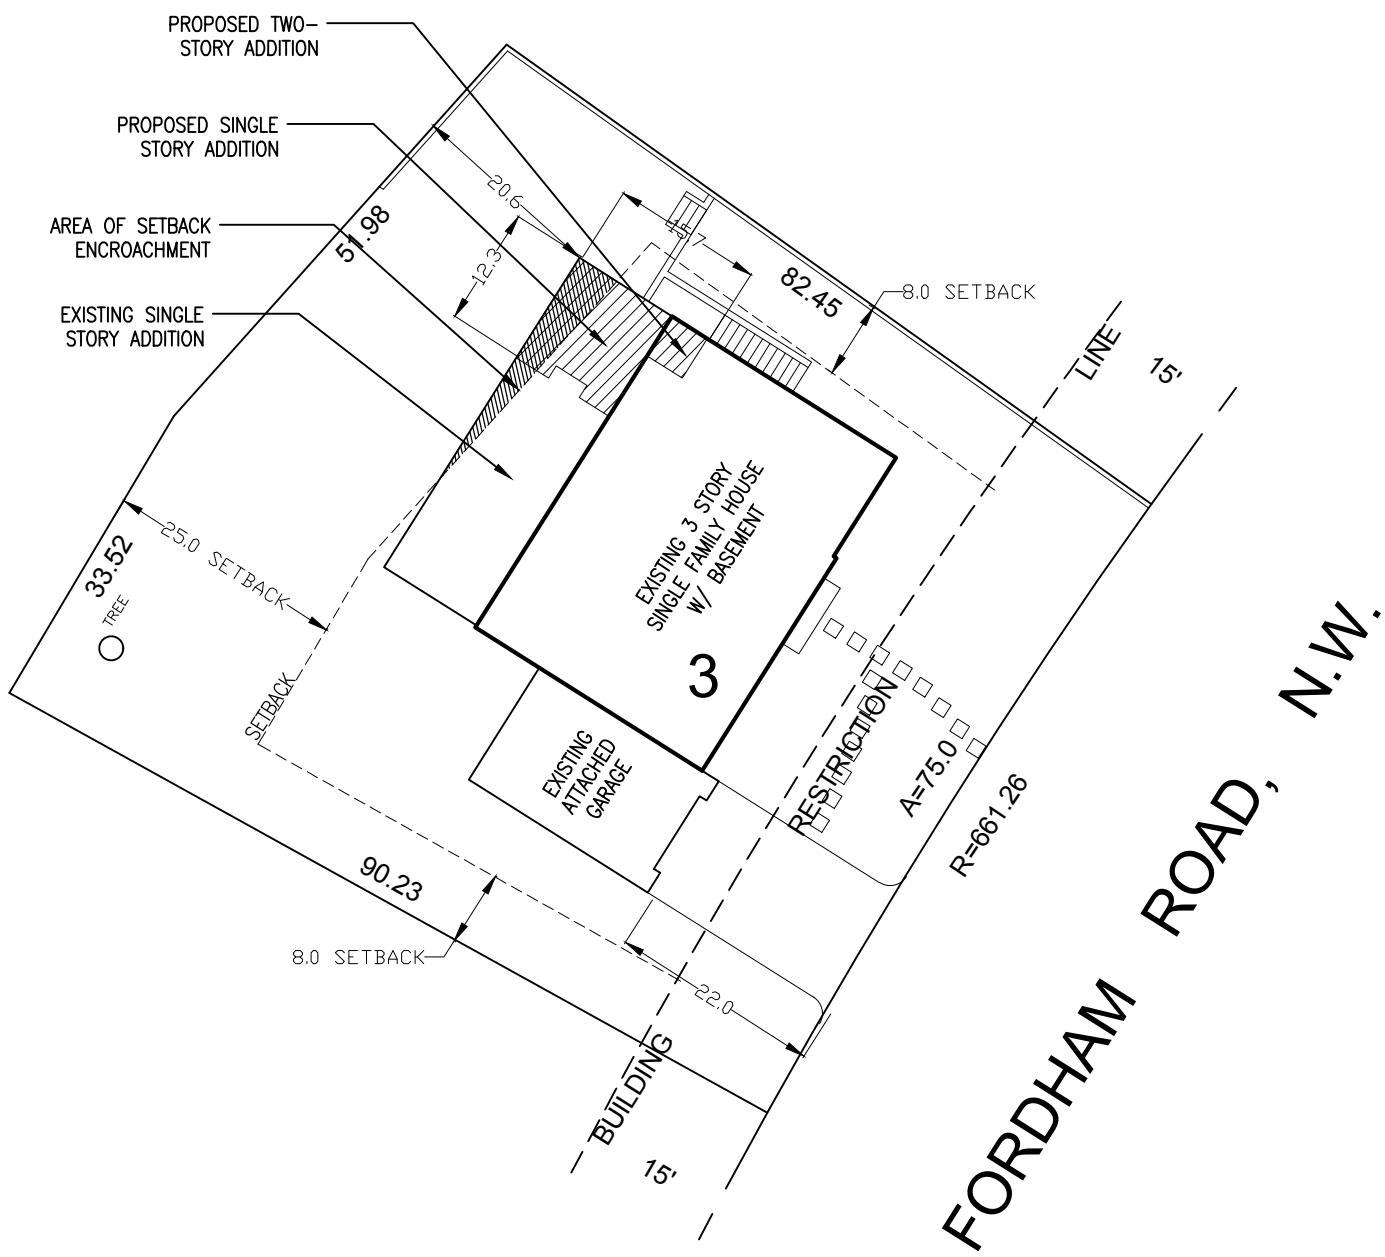 PROPOSED TWO-
STORY ADDITION
PROPOSED SINGLE
STORY ADDITION
AREA OF SETBACK
ENCROACHMENT
EXISTING SINGLE
STORY ADDITION
51.98
20.6
12.3
15.7
82.45
8.0 SETBACK
LINE
15'
33.52
25.0 SETBACK
TREE
SETBACK
EXISTING 3 STORY
SINGLE FAMILY HOUSE
W/ BASEMENT
3
EXISTING
ATTACHED
GARAGE
RESTRICTION
A=75.0
R=661.26
90.23
8.0 SETBACK
22.0
BUILDING
15'
FORDHAM ROAD, N.W.